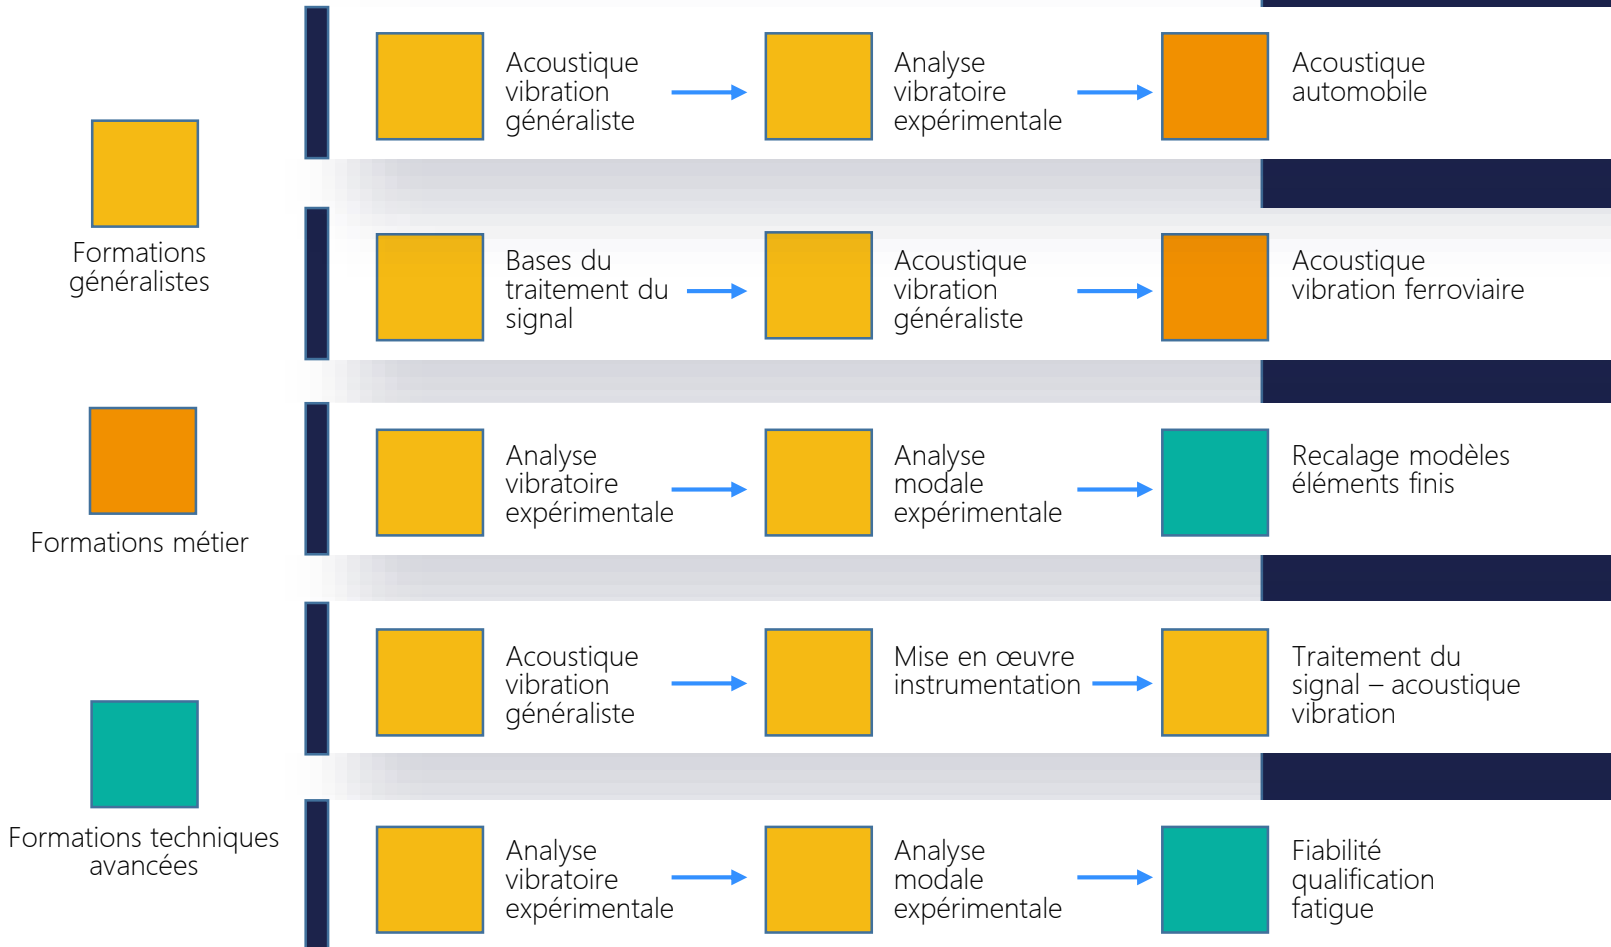 Formations
généralistes
Formations métier
Formations techniques
avancées
Acoustique
vibration
généraliste
Analyse
vibratoire
expérimentale
Acoustique
automobile
Bases du
traitement du
signal
Acoustique
vibration
généraliste
Acoustique
vibration ferroviaire
Analyse
vibratoire
expérimentale
Analyse
modale
expérimentale
Recalage modèles
éléments finis
Acoustique
vibration
généraliste
Mise en œuvre
instrumentation
Traitement du
signal – acoustique
vibration
Analyse
vibratoire
expérimentale
Analyse
modale
expérimentale
Fiabilité
qualification
fatigue